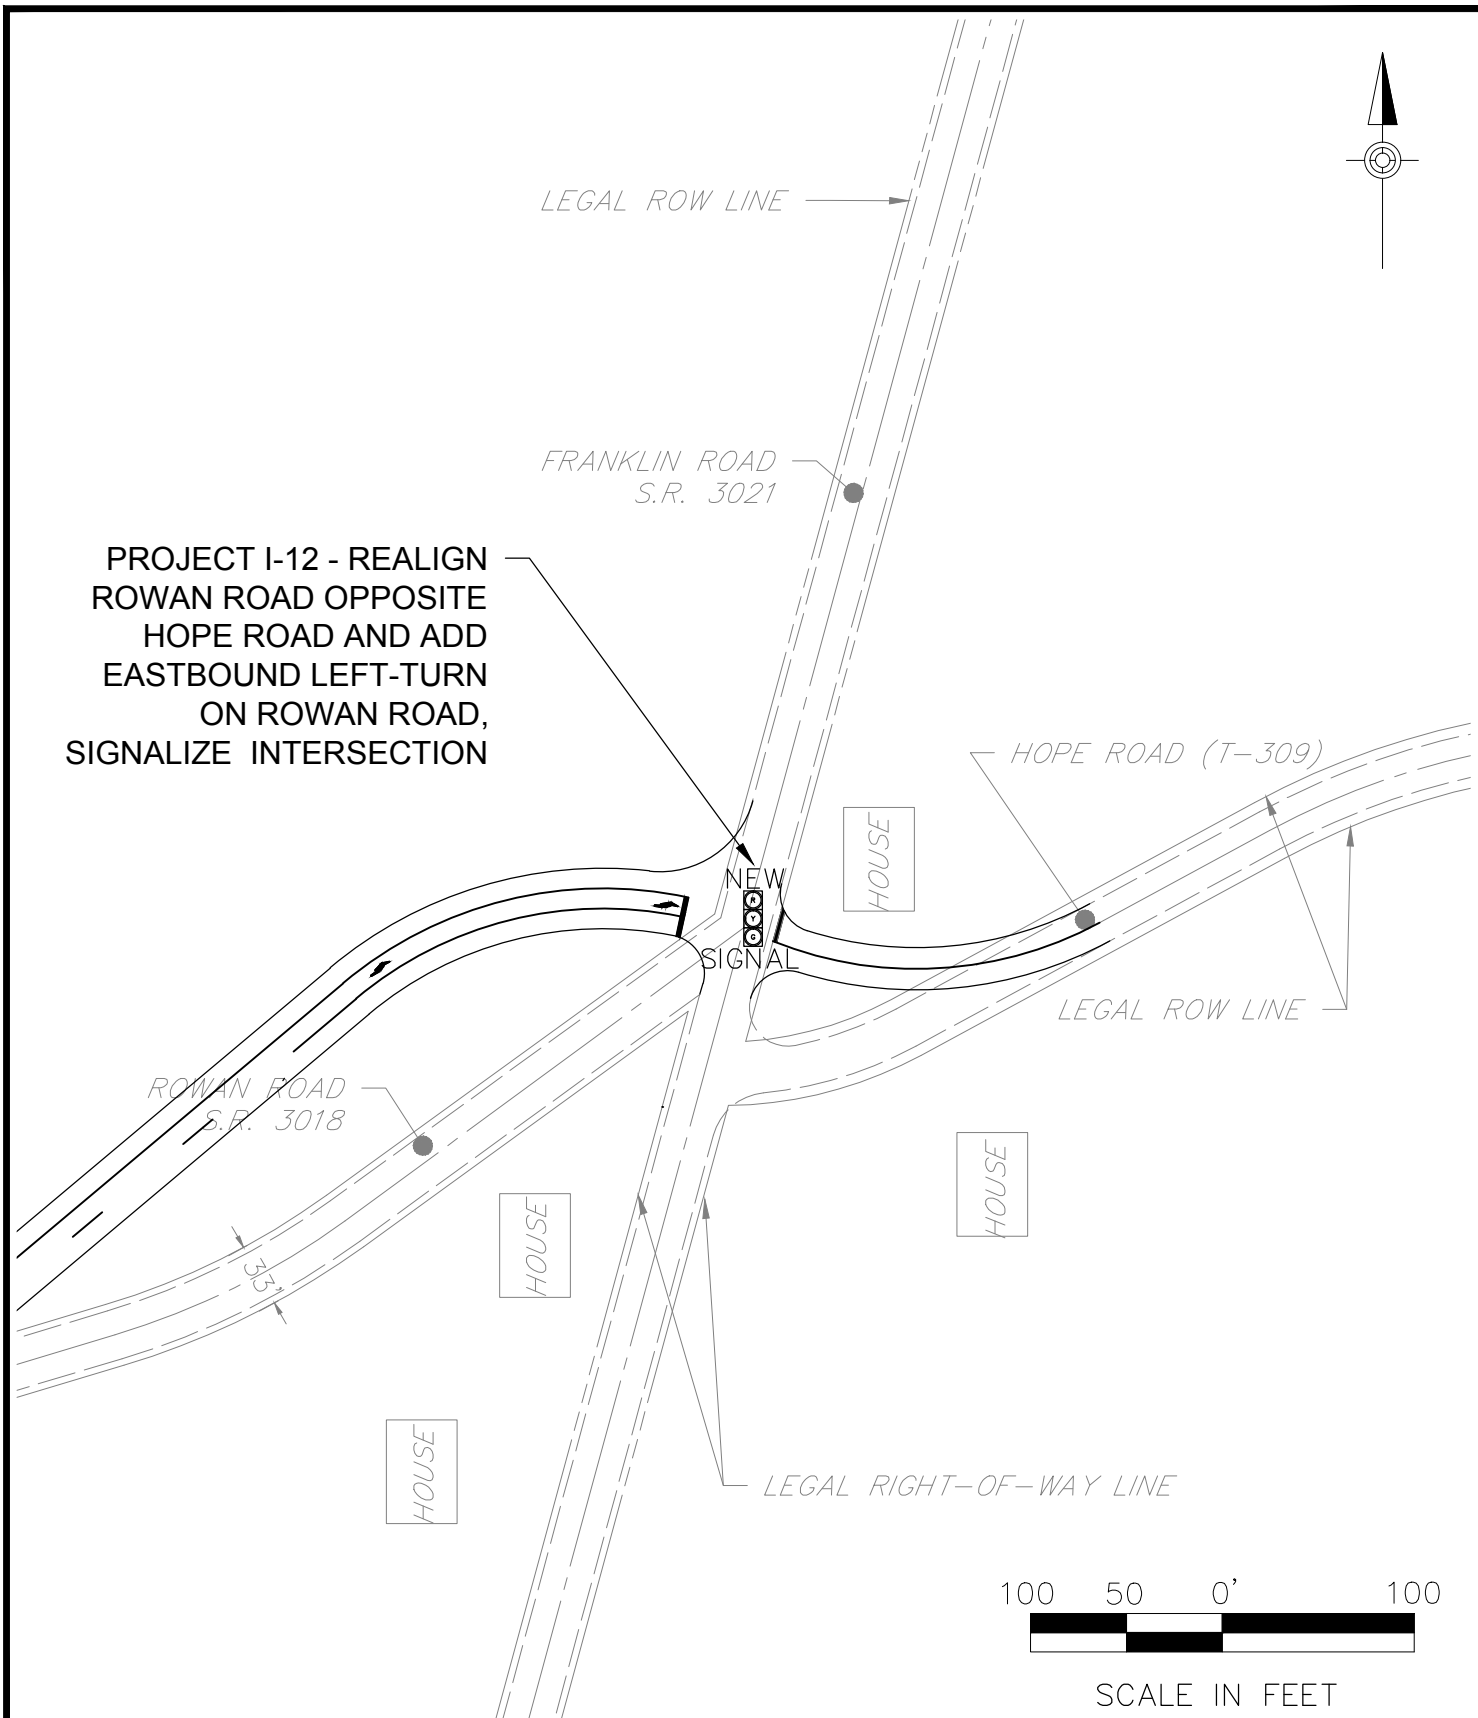 LEGAL ROW LINE
FRANKLIN ROAD
S.R. 3021
PROJECT I-12 - REALIGN
ROWAN ROAD OPPOSITE
HOPE ROAD AND ADD
EASTBOUND LEFT-TURN
ON ROWAN ROAD,
SIGNALIZE INTERSECTION
HOPE ROAD (T-309)
HOUSE
NEW
R
Y
G
SIGNAL
LEGAL ROW LINE
ROWAN ROAD
S.R. 3018
HOUSE
HOUSE
33'
HOUSE
LEGAL RIGHT-OF-WAY LINE
100 50 0' 100
SCALE IN FEET